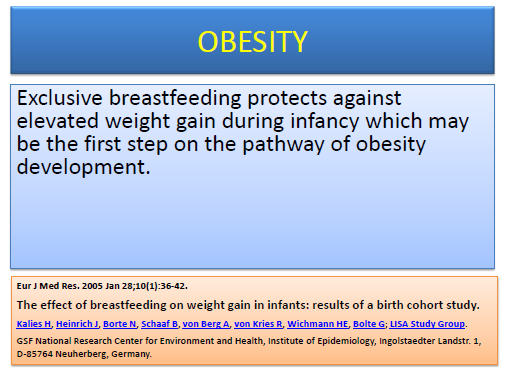 OBESITY
Exclusive breastfeeding protects against
elevated weight gain during infancy which may
be the first step on the pathway of obesity
development.
Eur J Med Res. 2005 Jan 28;10(1):36-42.
The effect of breastfeeding on weight gain in infants: results of a birth cohort study.
Kalies H, Heinrich J, Borte N, Schaaf B, von Berg A, von Kries R, Wichmann HE, Bolte G; LISA Study Group.
GSF National Research Center for Environment and Health, Institute of Epidemiology, Ingolstaedter Landstr. 1,
D-85764 Neuherberg, Germany.